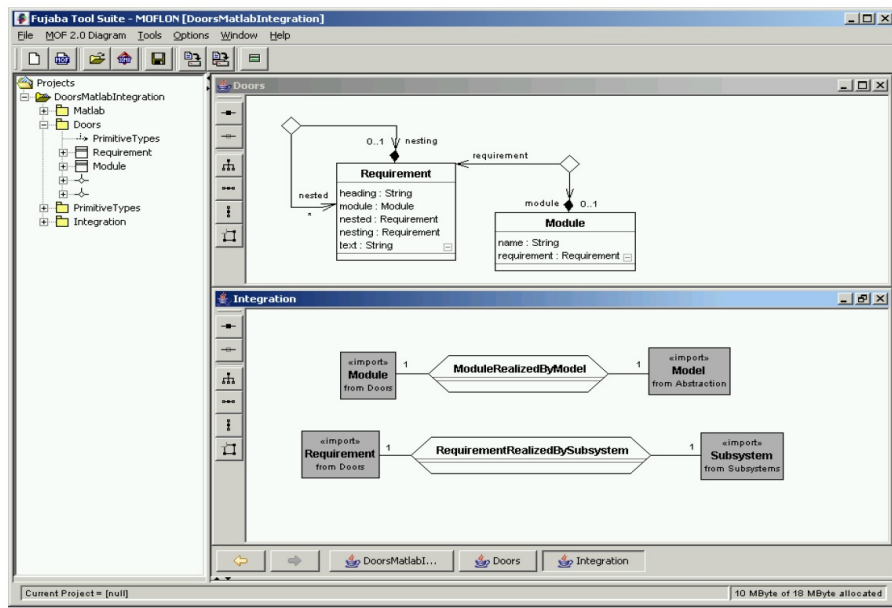 Fujaba Tool Suite - MOFLON [DoorsMatlabIntegration]
File MOF 2.0 Diagram Tools Options Window Help
Projects
DoorsMatlabIntegration
Matlab
Doors
PrimitiveTypes
Requirement
Module
PrimitiveTypes
Integration
Doors
0..1 nesting
requirement
Requirement
heading : String
module : Module
nested : Requirement
nesting : Requirement
text : String
nested
*
module 0..1
Module
name : String
requirement : Requirement
Integration
«import»
Module
from Doors
1
ModuleRealizedByModel
1
«import»
Model
from Abstraction
«import»
Requirement
from Doors
1
RequirementRealizedBySubsystem
1
«import»
Subsystem
from Subsystems
DoorsMatlabI... Doors Integration
Current Project = [null] 10 MByte of 18 MByte allocated